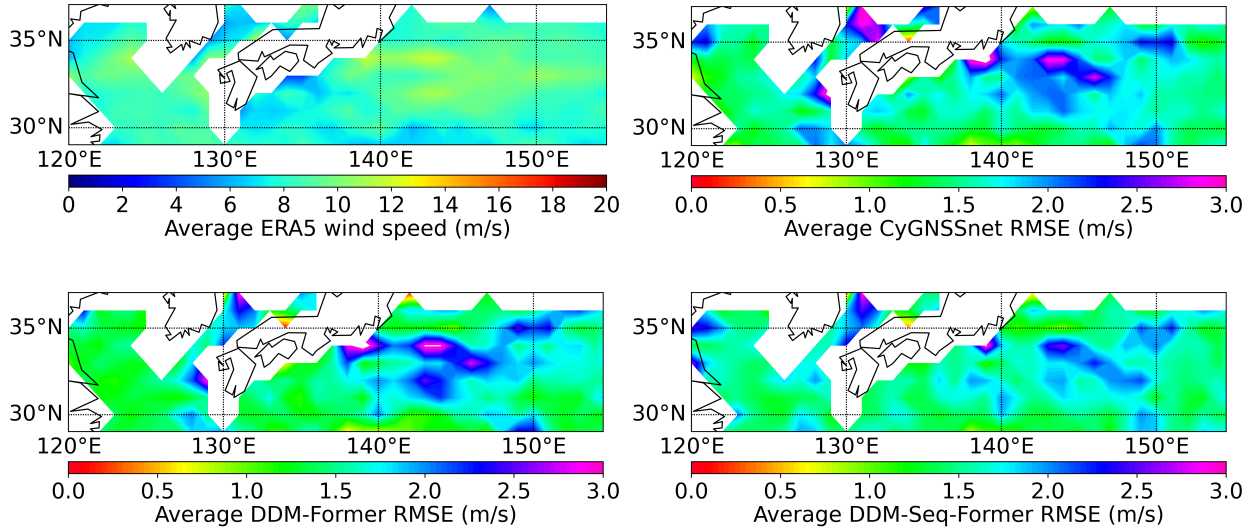 35°N
30°N
120°E 130°E 140°E 150°E
0 2 4 6 8 10 12 14 16 18 20
Average ERA5 wind speed (m/s)
35°N
30°N
120°E 130°E 140°E 150°E
0.0 0.5 1.0 1.5 2.0 2.5 3.0
Average CyGNSSnet RMSE (m/s)
35°N
30°N
120°E 130°E 140°E 150°E
0.0 0.5 1.0 1.5 2.0 2.5 3.0
Average DDM-Former RMSE (m/s)
35°N
30°N
120°E 130°E 140°E 150°E
0.0 0.5 1.0 1.5 2.0 2.5 3.0
Average DDM-Seq-Former RMSE (m/s)